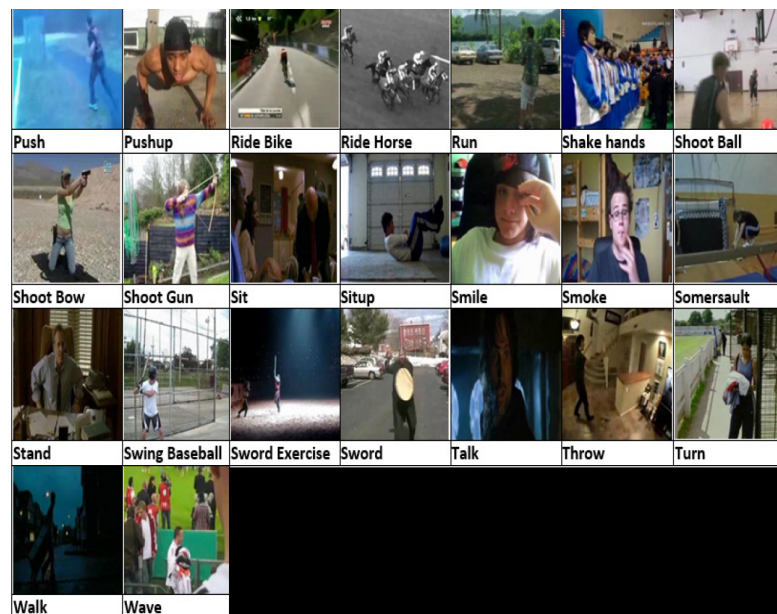 Push Pushup Ride Bike Ride Horse Run Shake hands Shoot Ball
Shoot Bow Shoot Gun Sit Situp Smile Smoke Somersault
Stand Swing Baseball Sword Exercise Sword Talk Throw Turn
Walk Wave